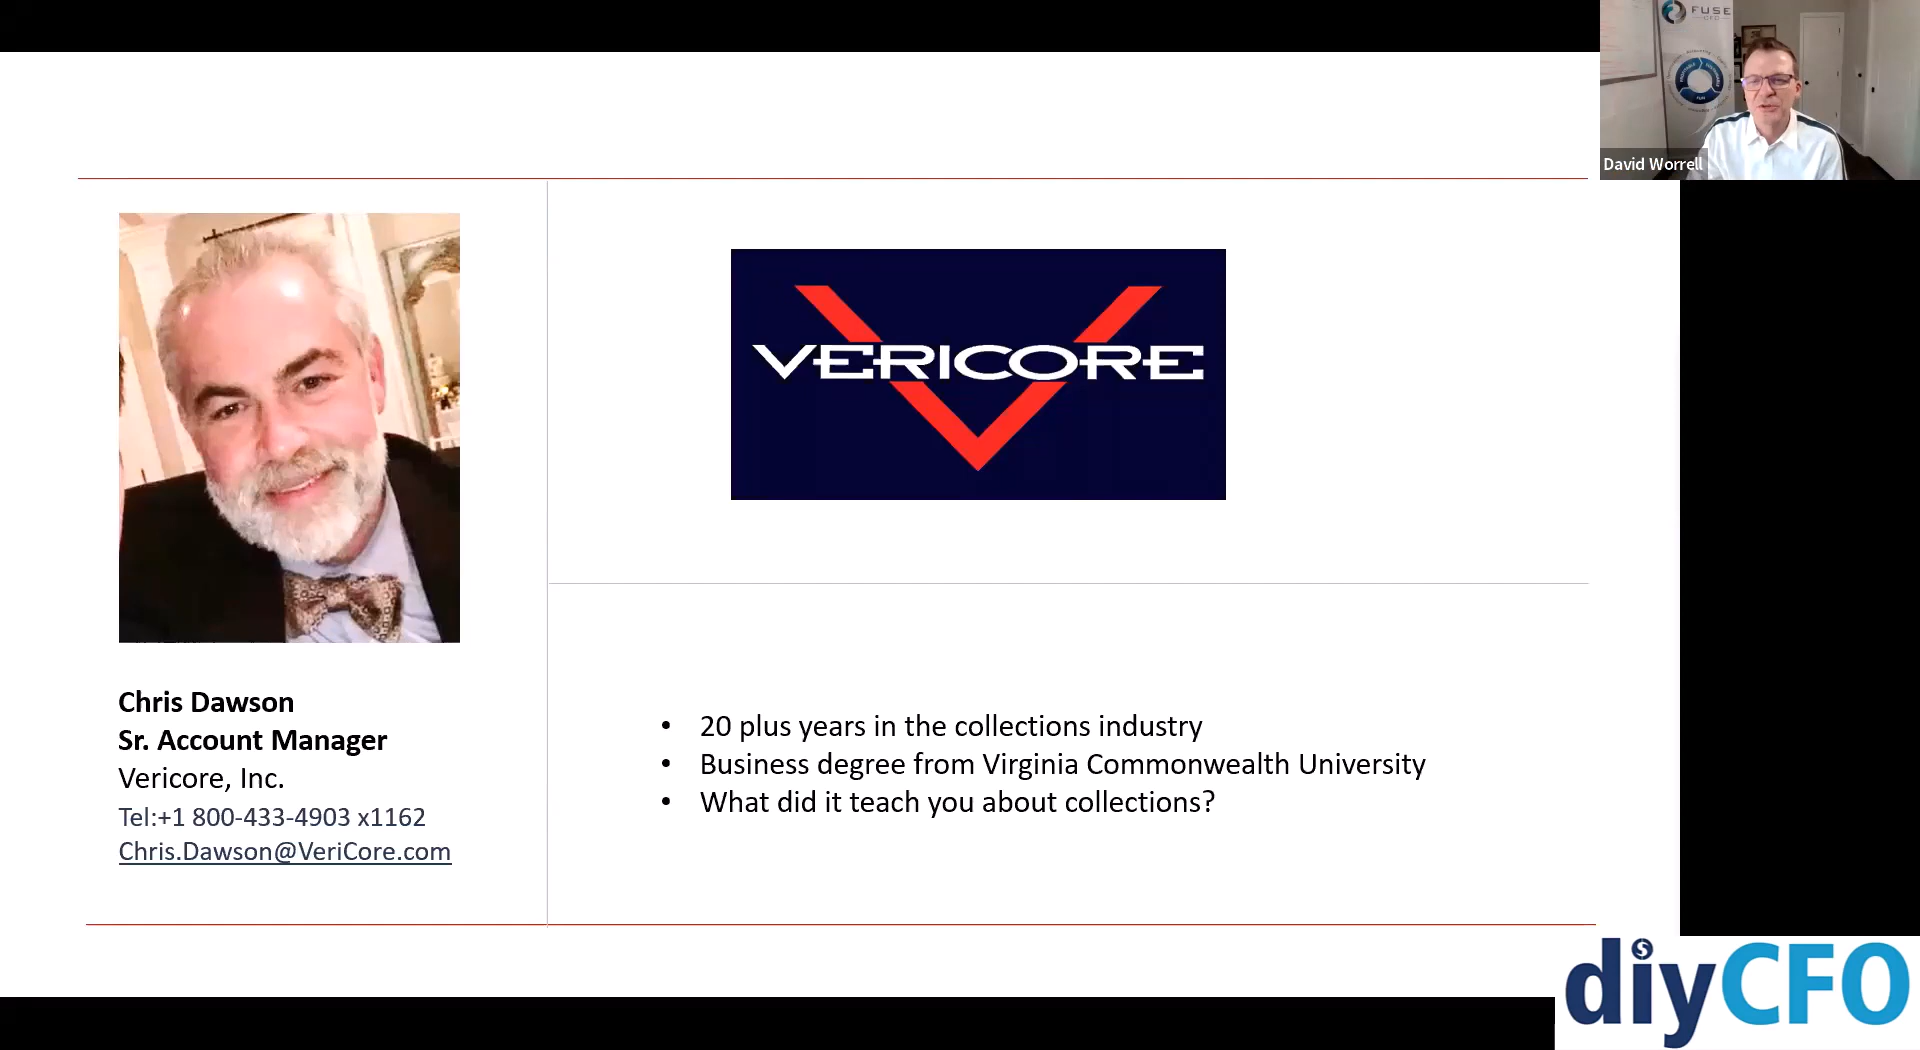 FUSE
CFO
David Worrell
VERICORE
Chris Dawson
Sr. Account Manager
Vericore, Inc.
Tel:+1 800-433-4903 x1162
Chris.Dawson@VeriCore.com
• 20 plus years in the collections industry
• Business degree from Virginia Commonwealth University
• What did it teach you about collections?
diyCFO